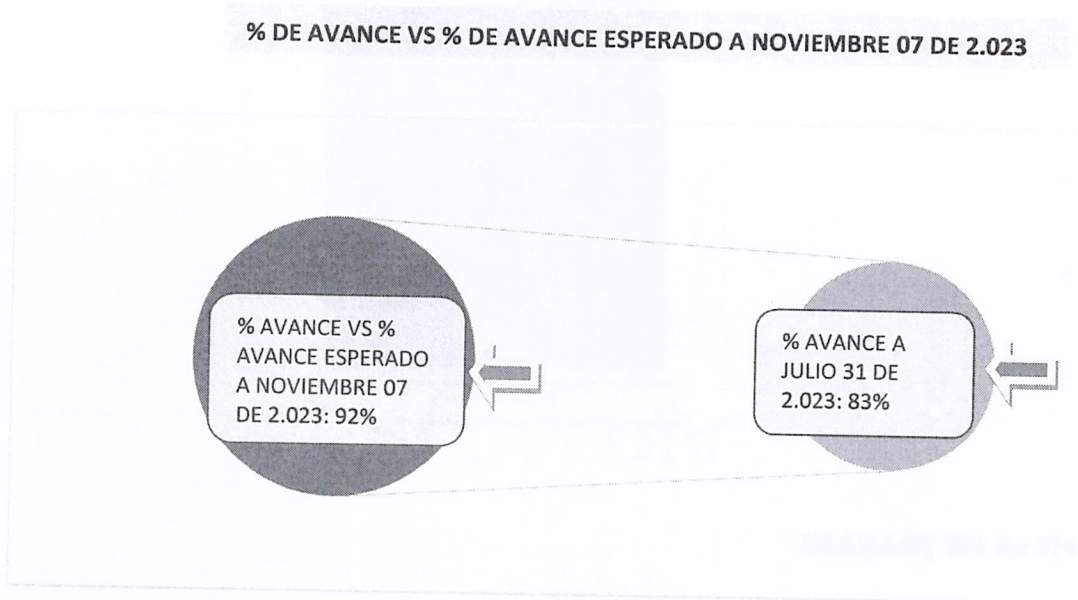 % DE AVANCE VS % DE AVANCE ESPERADO A NOVIEMBRE 07 DE 2.023
% AVANCE VS %
AVANCE ESPERADO
A NOVIEMBRE 07
DE 2.023: 92%
% AVANCE A
JULIO 31 DE
2.023: 83%